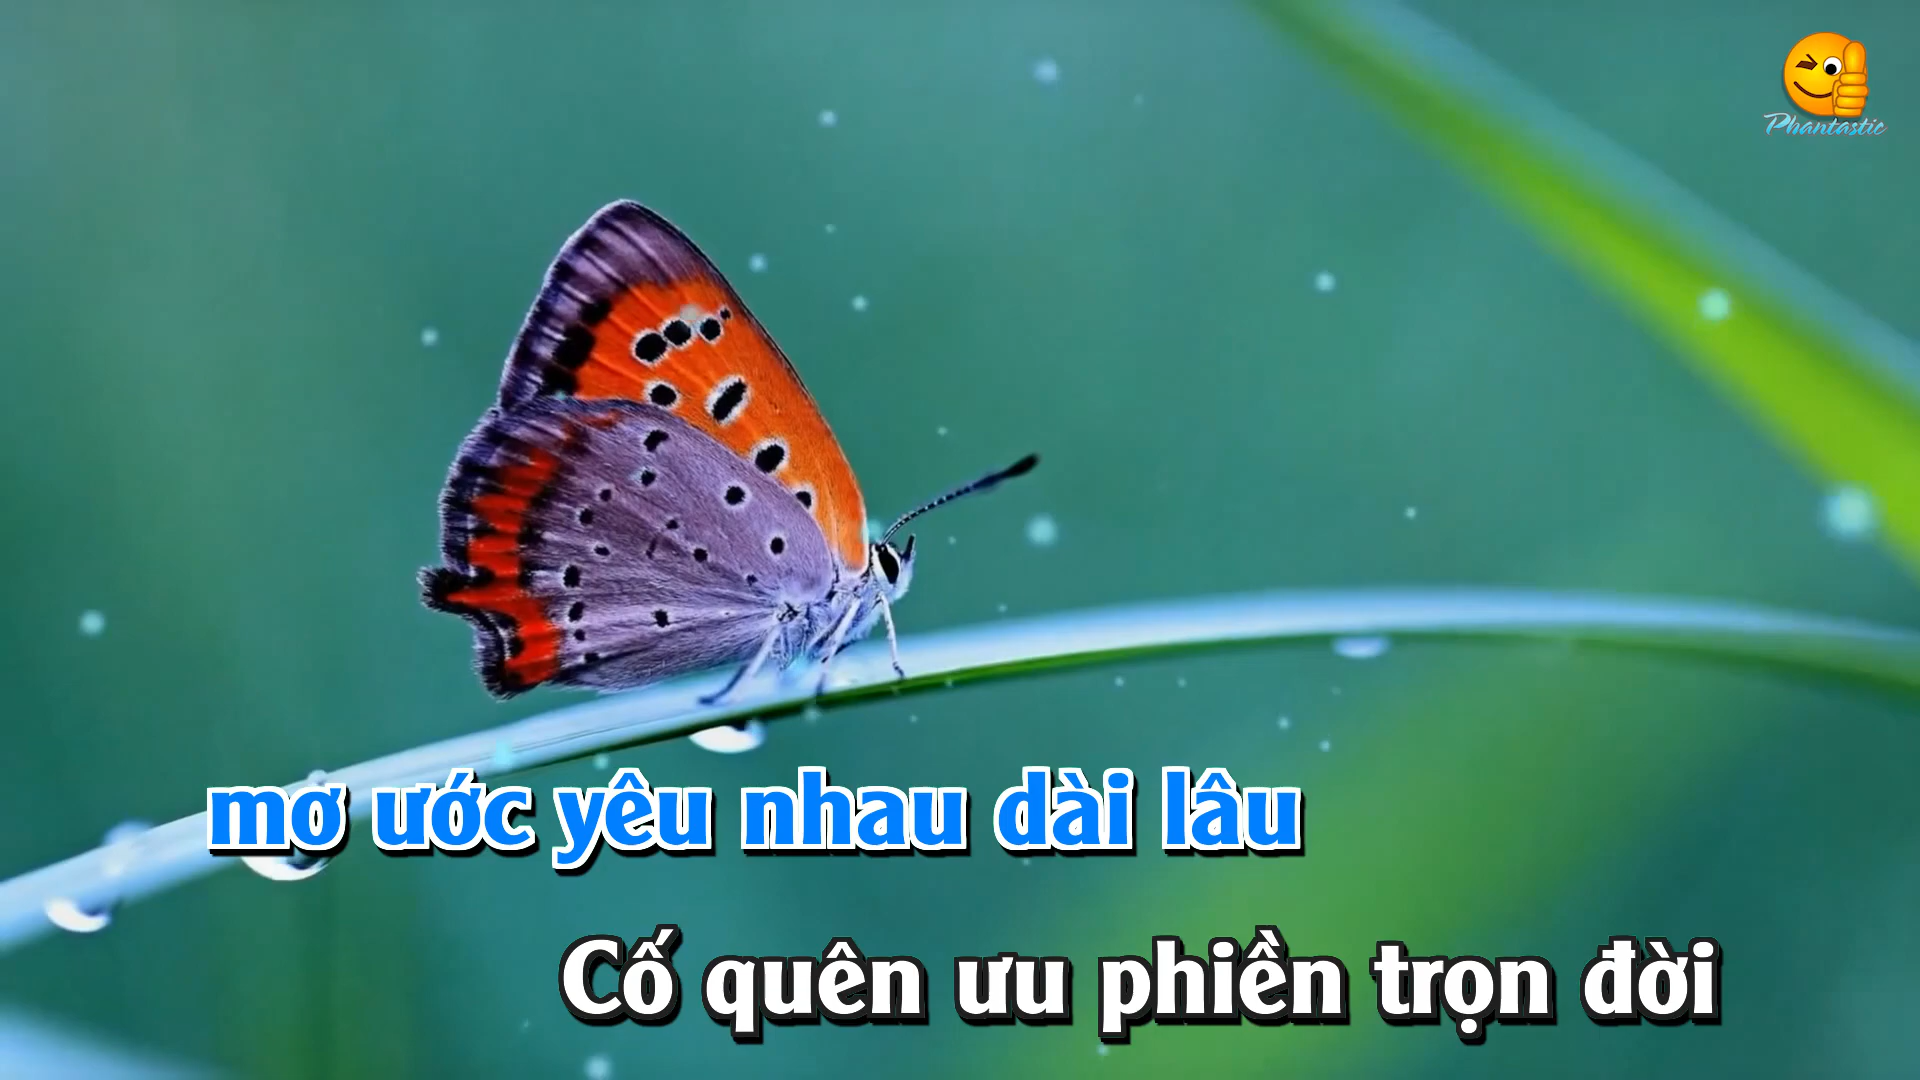 Phantastic
mơ ước yêu nhau dài lâu
Cố quên ưu phiền trọn đời